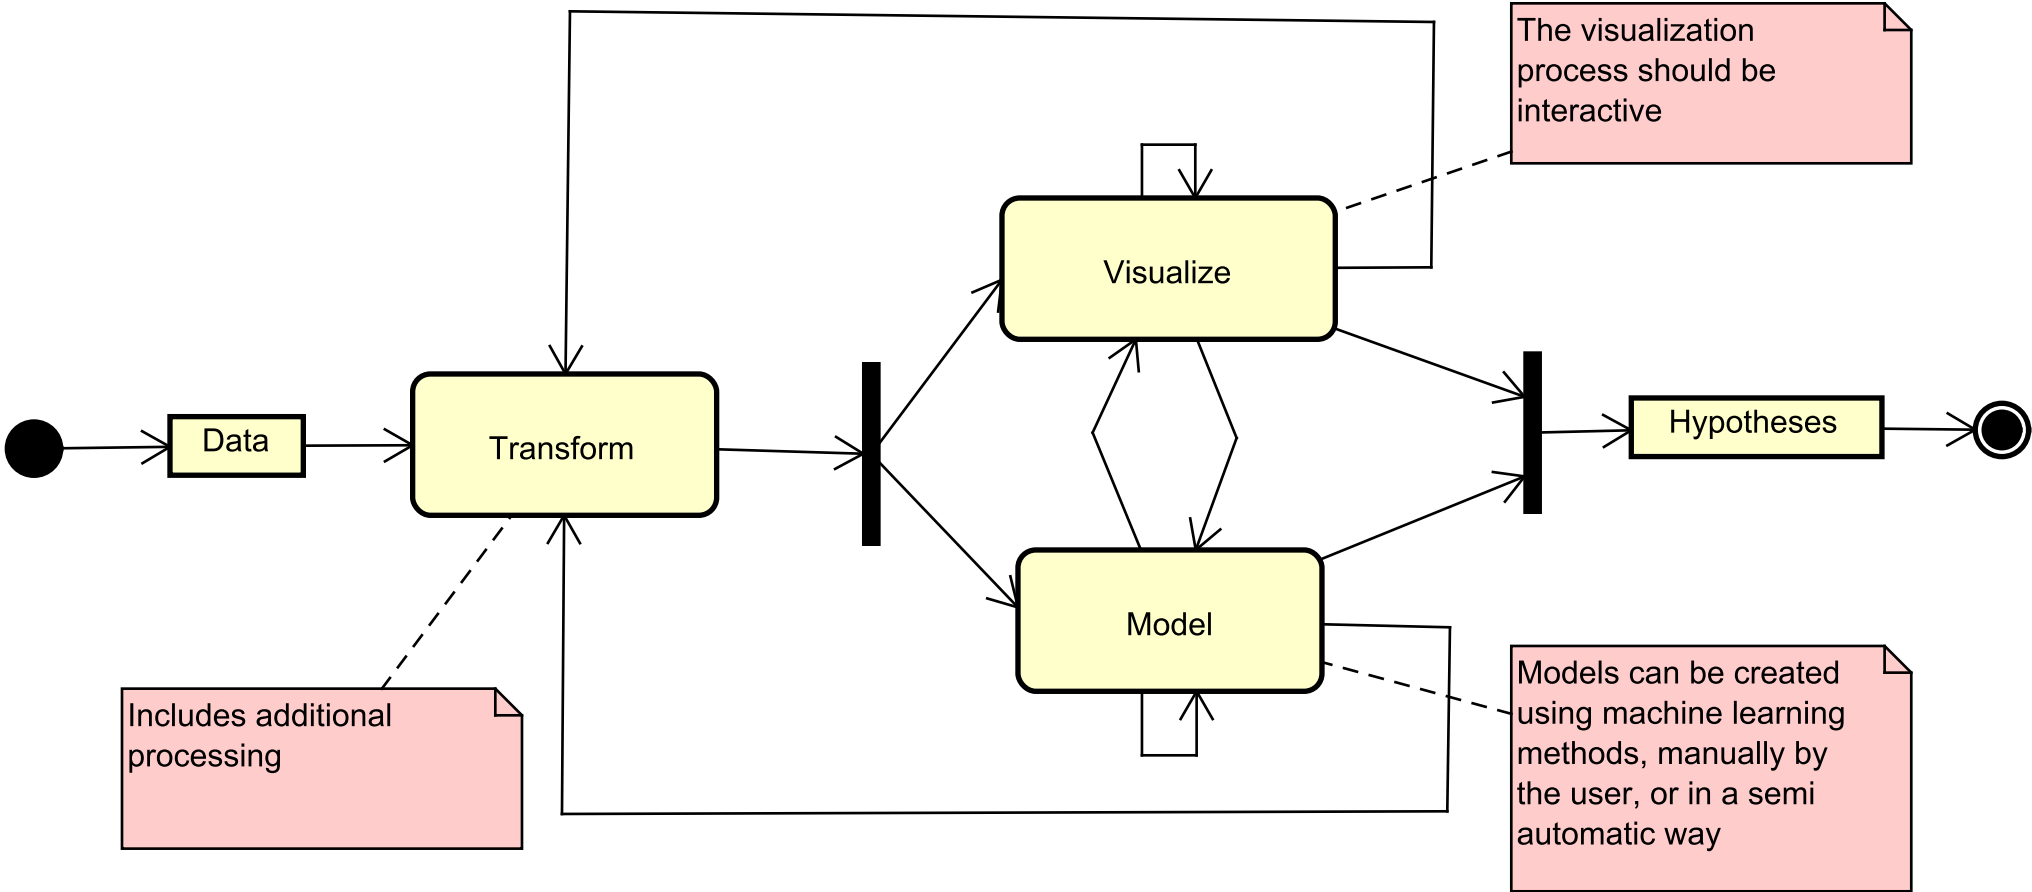 The visualization
process should be
interactive
Visualize
Data
Transform
Hypotheses
Model
Includes additional
processing
Models can be created
using machine learning
methods, manually by
the user, or in a semi
automatic way